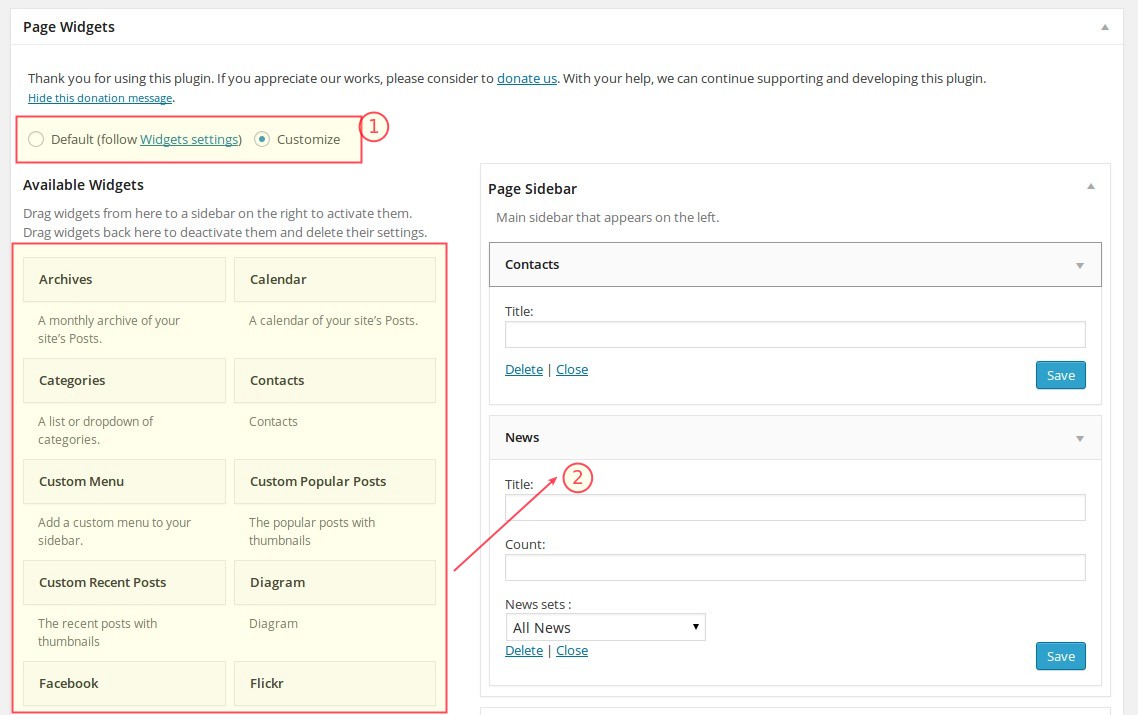 Page Widgets
Thank you for using this plugin. If you appreciate our works, please consider to donate us. With your help, we can continue supporting and developing this plugin.
Hide this donation message.
Default (follow Widgets settings) Customize
1
Available Widgets
Drag widgets from here to a sidebar on the right to activate them.
Drag widgets back here to deactivate them and delete their settings.
Archives
Calendar
A monthly archive of your
site’s Posts.
A calendar of your site’s Posts.
Categories
Contacts
A list or dropdown of
categories.
Contacts
Custom Menu
Custom Popular Posts
Add a custom menu to your
sidebar.
The popular posts with
thumbnails
Custom Recent Posts
Diagram
The recent posts with
thumbnails
Diagram
Facebook
Flickr
Page Sidebar
Main sidebar that appears on the left.
Contacts
Title:
Delete | Close
Save
News
2
Title:
Count:
News sets :
All News
Delete | Close
Save